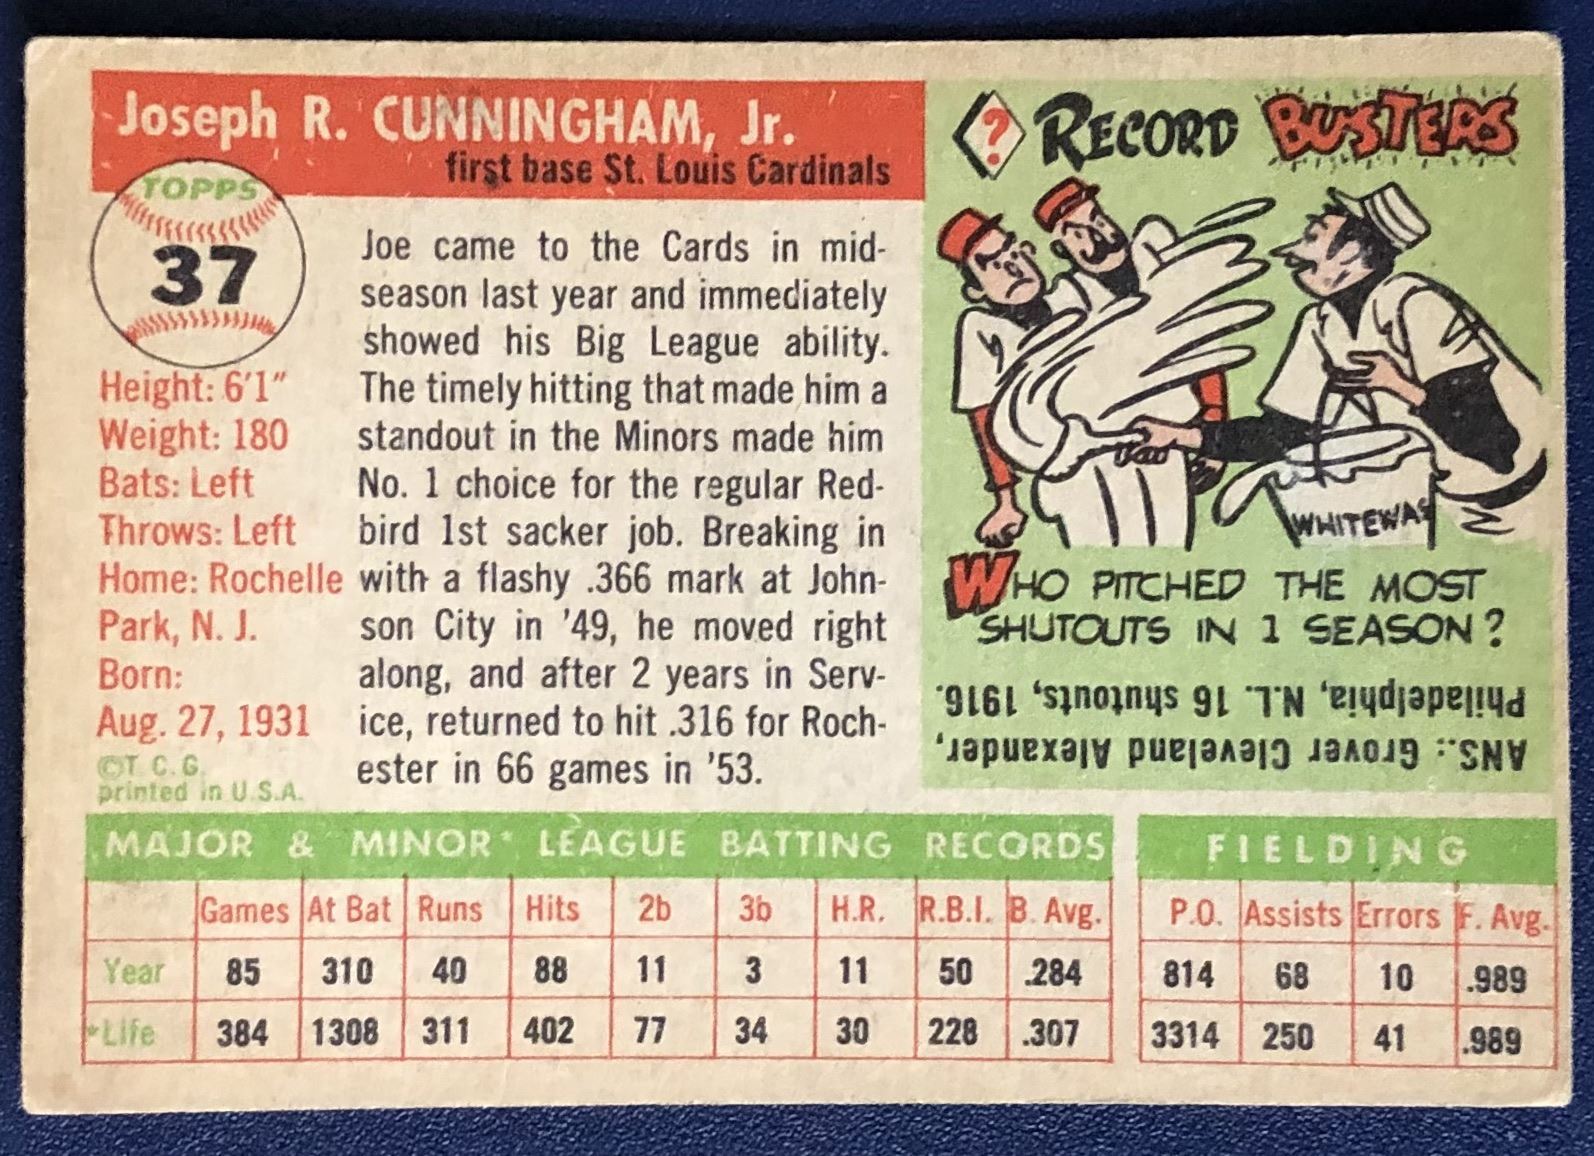 Joseph R. CUNNINGHAM, Jr.
first base St. Louis Cardinals
TOPPS
37
Height: 6'1"
Weight: 180
Bats: Left
Throws: Left
Home: Rochelle
Park, N. J.
Born:
Aug. 27, 1931
©T. C. G.
printed in U.S.A.
Joe came to the Cards in mid-
season last year and immediately
showed his Big League ability.
The timely hitting that made him a
standout in the Minors made him
No. 1 choice for the regular Red-
bird 1st sacker job. Breaking in
with a flashy .366 mark at John-
son City in '49, he moved right
along, and after 2 years in Serv-
ice, returned to hit .316 for Roch-
ester in 66 games in '53.
? RECORD BUSTERS
WHITEWAS
WHO PITCHED THE MOST
SHUTOUTS IN 1 SEASON?
ANS.: Grover Cleveland Alexander,
Philadelphia, N.L. 16 shutouts, 1916.
MAJOR & MINOR* LEAGUE BATTING RECORDS
Games At Bat Runs Hits 2b 3b H.R. R.B.I. B. Avg.
Year 85 310 40 88 11 3 11 50 .284
*Life 384 1308 311 402 77 34 30 228 .307
FIELDING
P.O. Assists Errors F. Avg.
814 68 10 .989
3314 250 41 .989